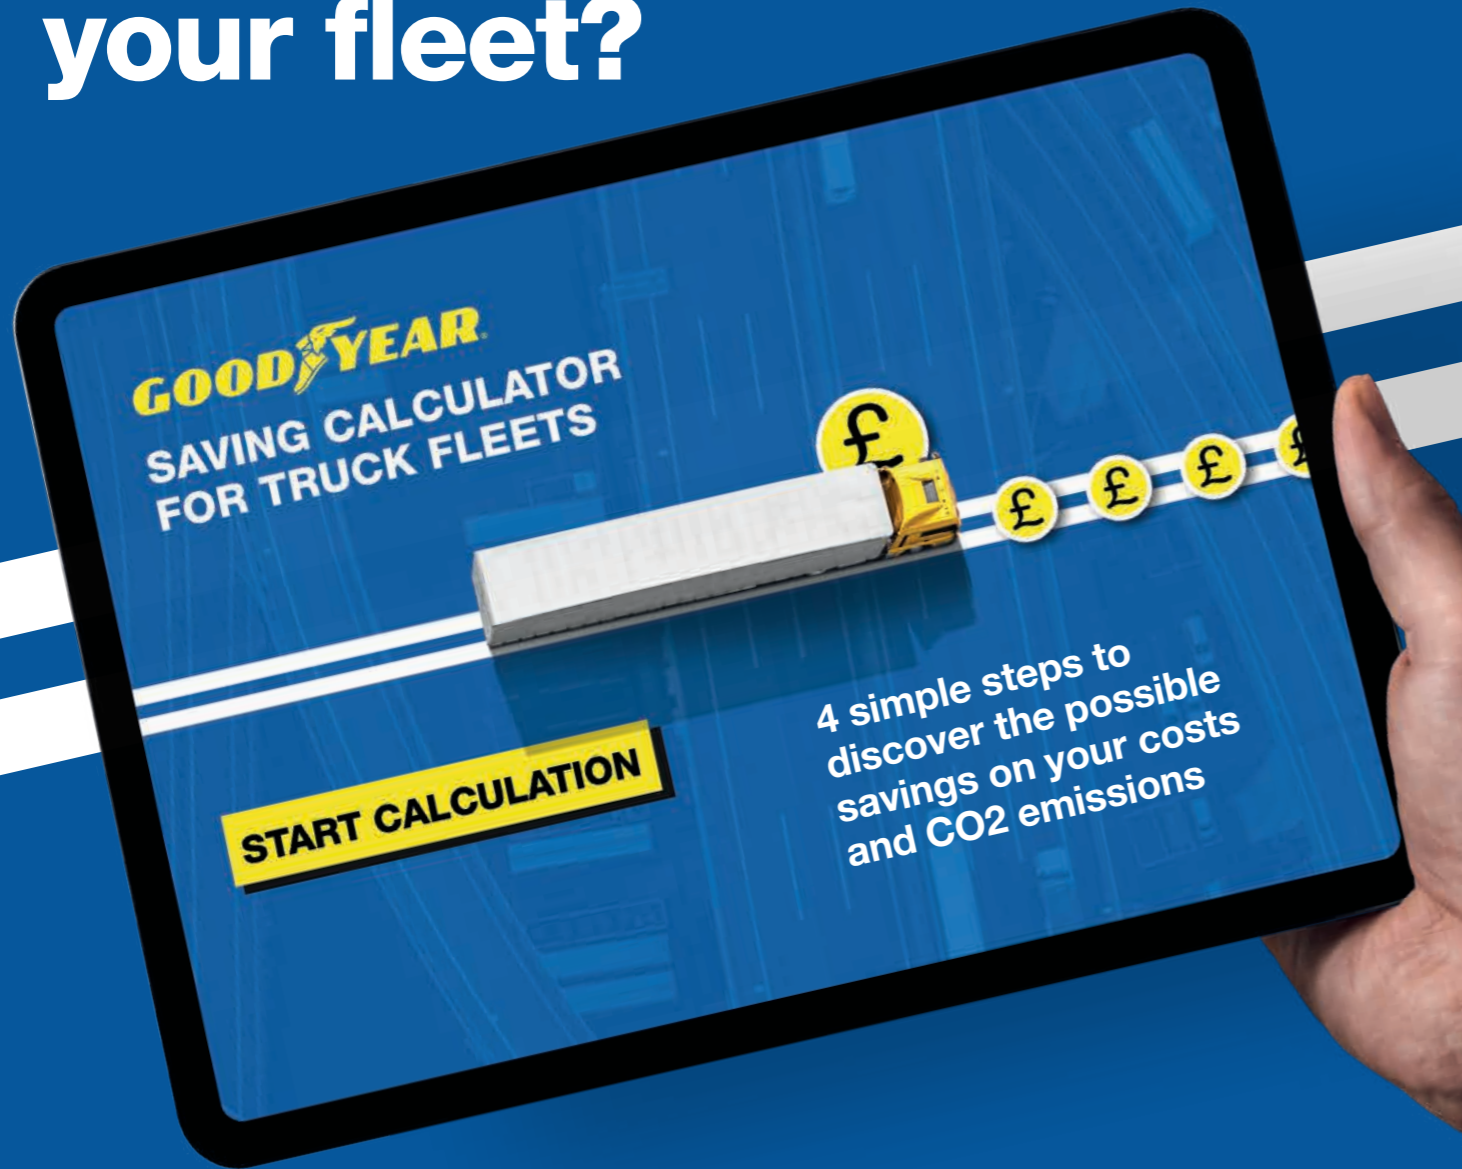 your fleet?
GOODYEAR
SAVING CALCULATOR
FOR TRUCK FLEETS
£
£ £ £ £
START CALCULATION
4 simple steps to
discover the possible
savings on your costs
and CO2 emissions